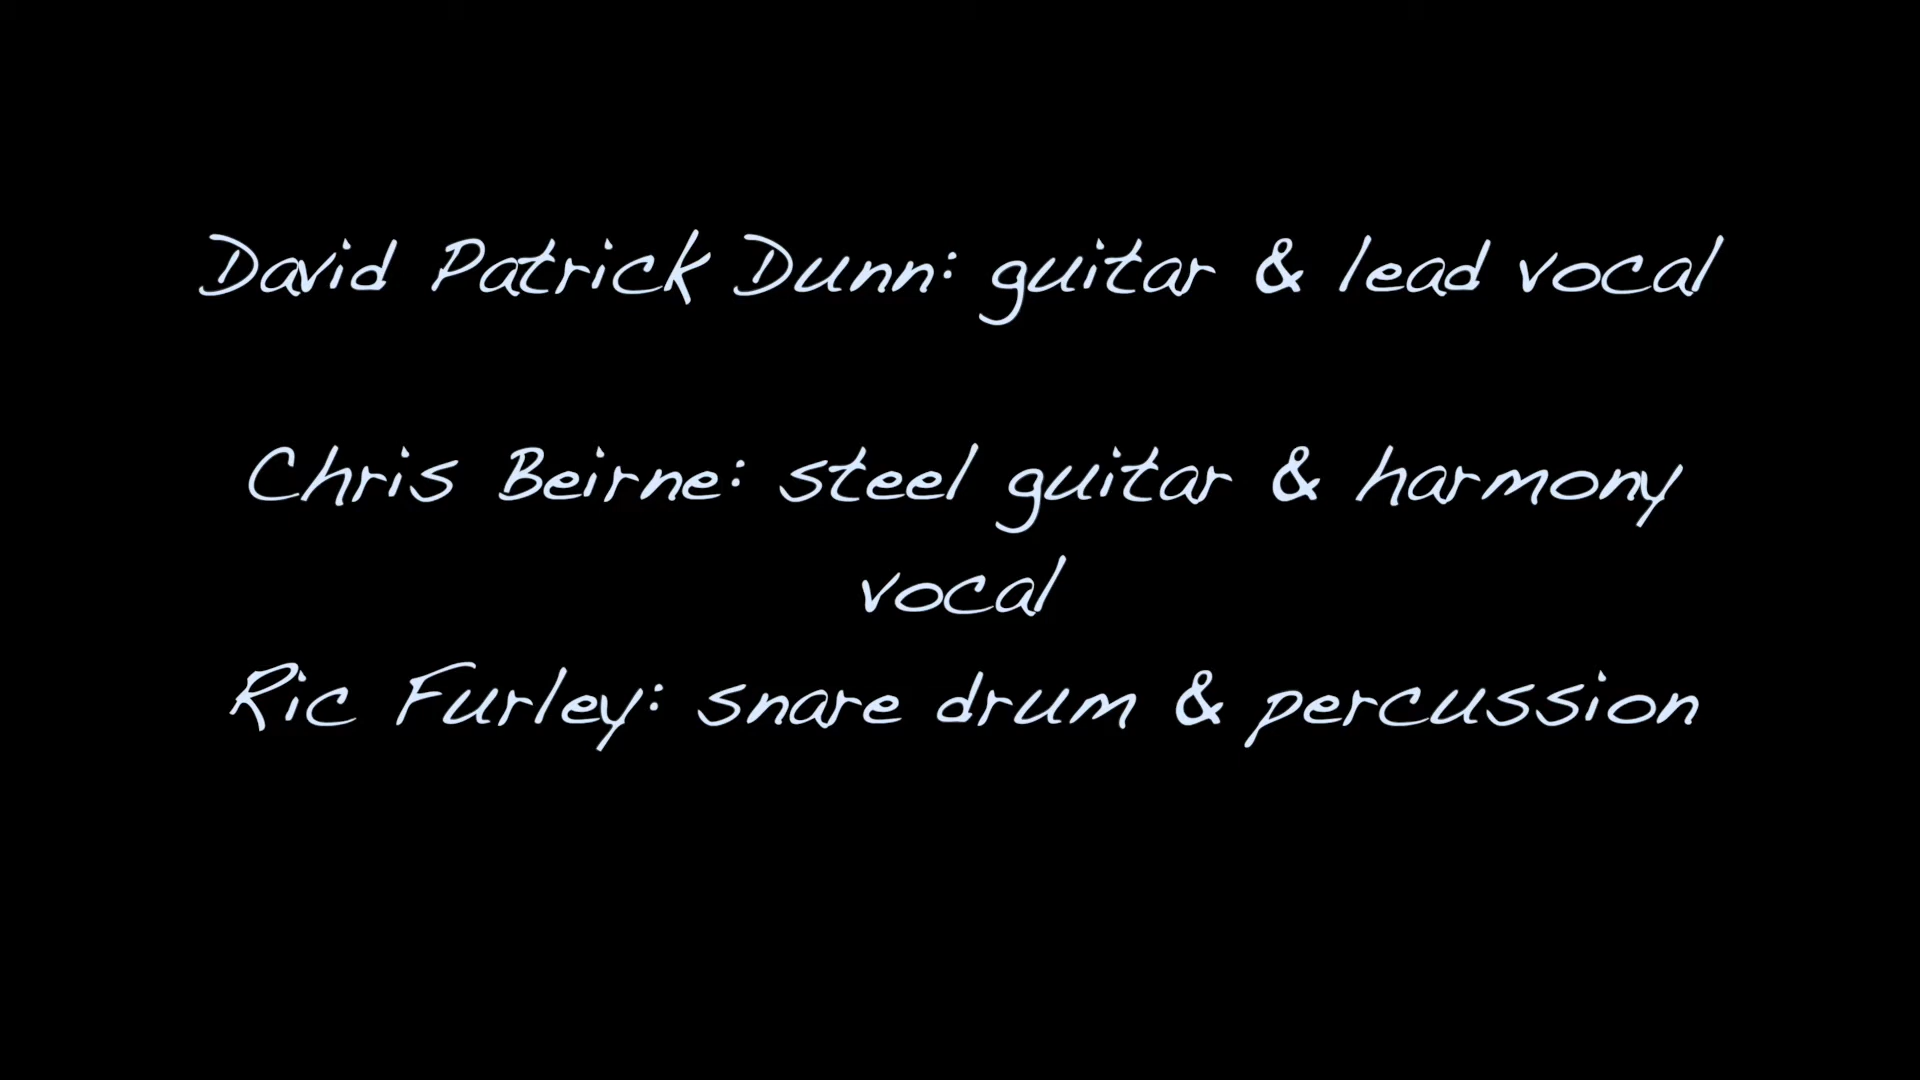 David Patrick Dunn: guitar & lead vocal
Chris Beirne: steel guitar & harmony
vocal
Ric Furley: snare drum & percussion